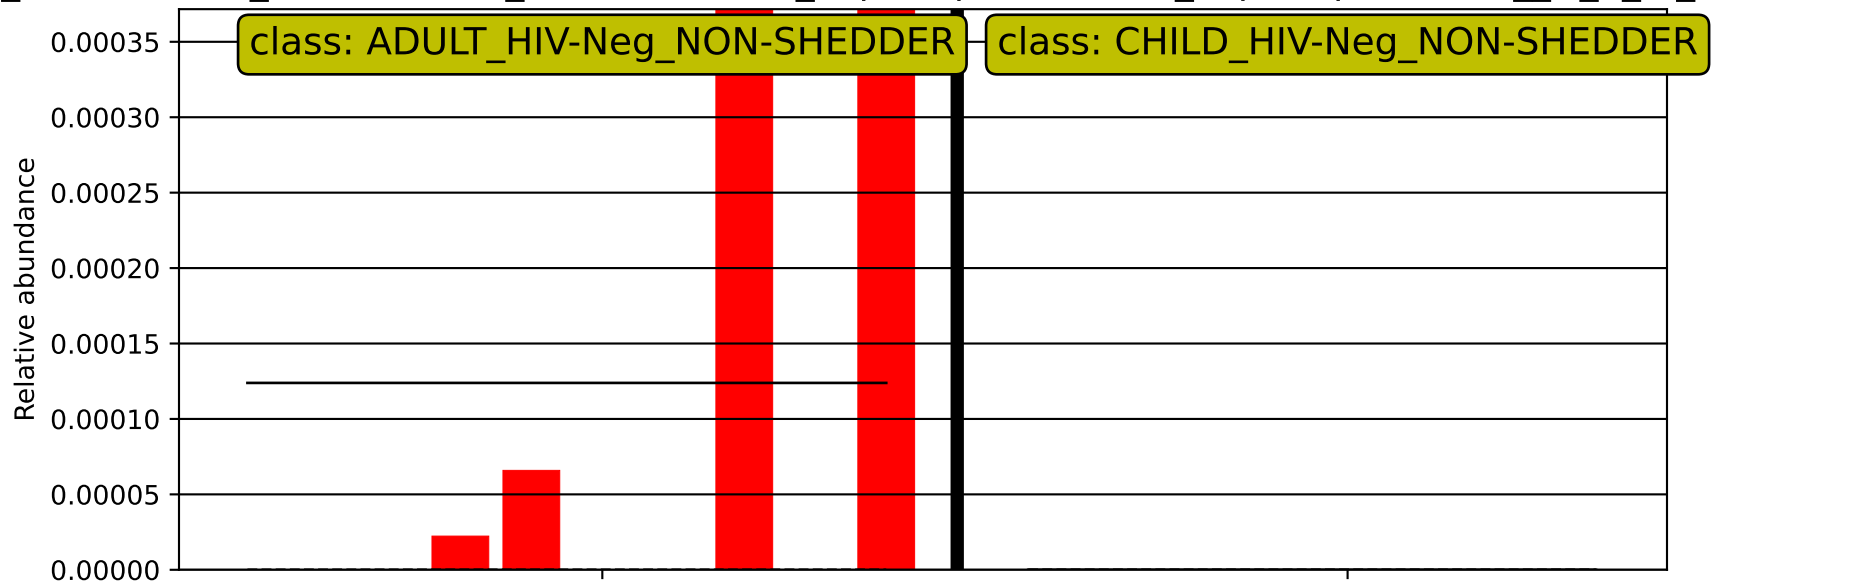 0.00035
class: ADULT_HIV-Neg_NON-SHEDDER
class: CHILD_HIV-Neg_NON-SHEDDER
0.00030
0.00025
0.00020
0.00015
0.00010
0.00005
0.00000
Relative abundance